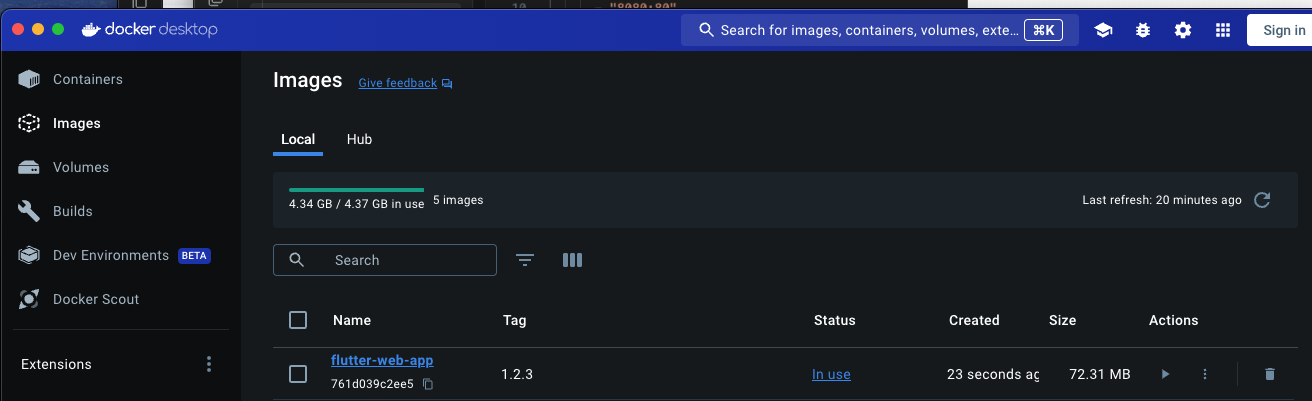 10 - "8080:80"
docker desktop
Search for images, containers, volumes, exte... ⌘K
Sign in
Containers
Images
Volumes
Builds
Dev Environments BETA
Docker Scout
Extensions
Images Give feedback
Local Hub
4.34 GB / 4.37 GB in use 5 images
Last refresh: 20 minutes ago
Search
Name Tag Status Created Size Actions
flutter-web-app
761d039c2ee5
1.2.3 In use 23 seconds ag 72.31 MB